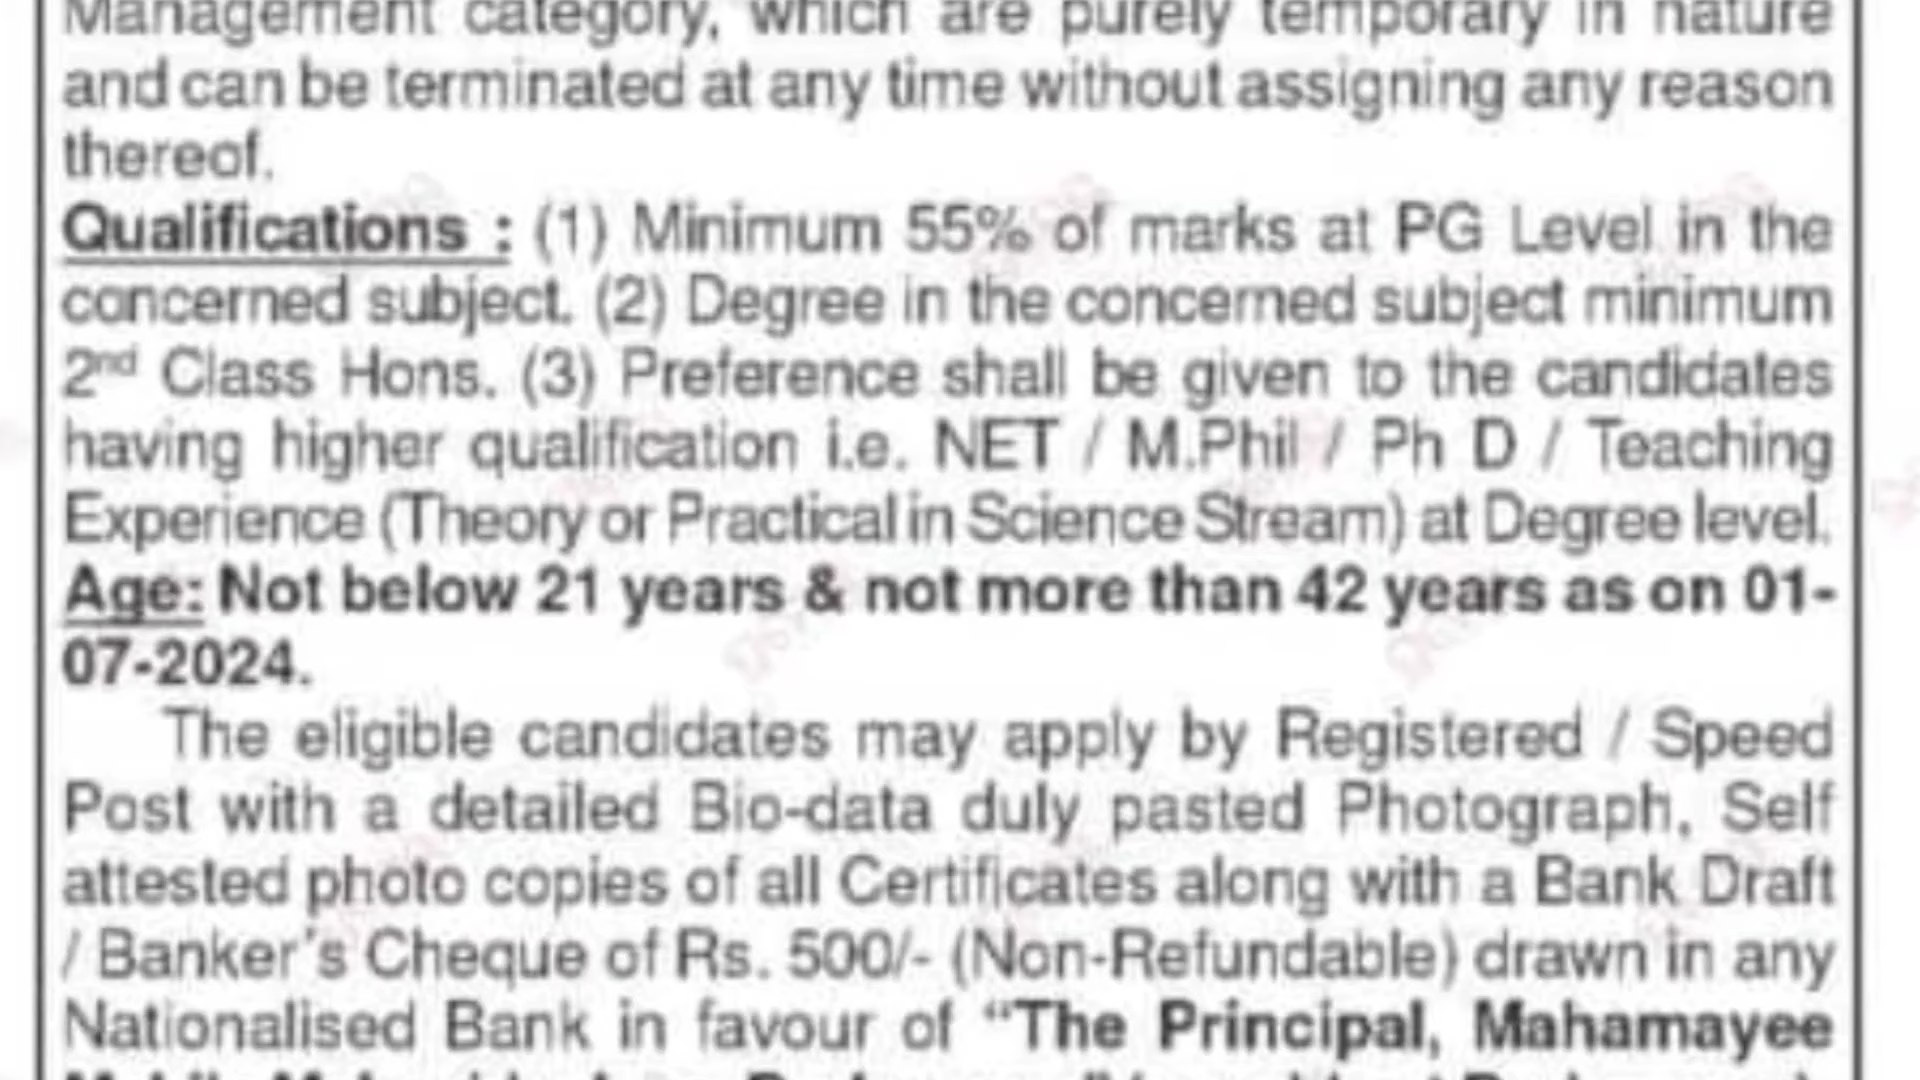 Management category, which are purely temporary in nature
and can be terminated at any time without assigning any reason
thereof.
Qualifications : (1) Minimum 55% of marks at PG Level in the
concerned subject. (2) Degree in the concerned subject minimum
2nd Class Hons. (3) Preference shall be given to the candidates
having higher qualification i.e. NET / M.Phil / Ph D / Teaching
Experience (Theory or Practical in Science Stream) at Degree level.
Age: Not below 21 years & not more than 42 years as on 01-
07-2024.
The eligible candidates may apply by Registered / Speed
Post with a detailed Bio-data duly pasted Photograph, Self
attested photo copies of all Certificates along with a Bank Draft
/ Banker's Cheque of Rs. 500/- (Non-Refundable) drawn in any
Nationalised Bank in favour of “The Principal, Mahamayee